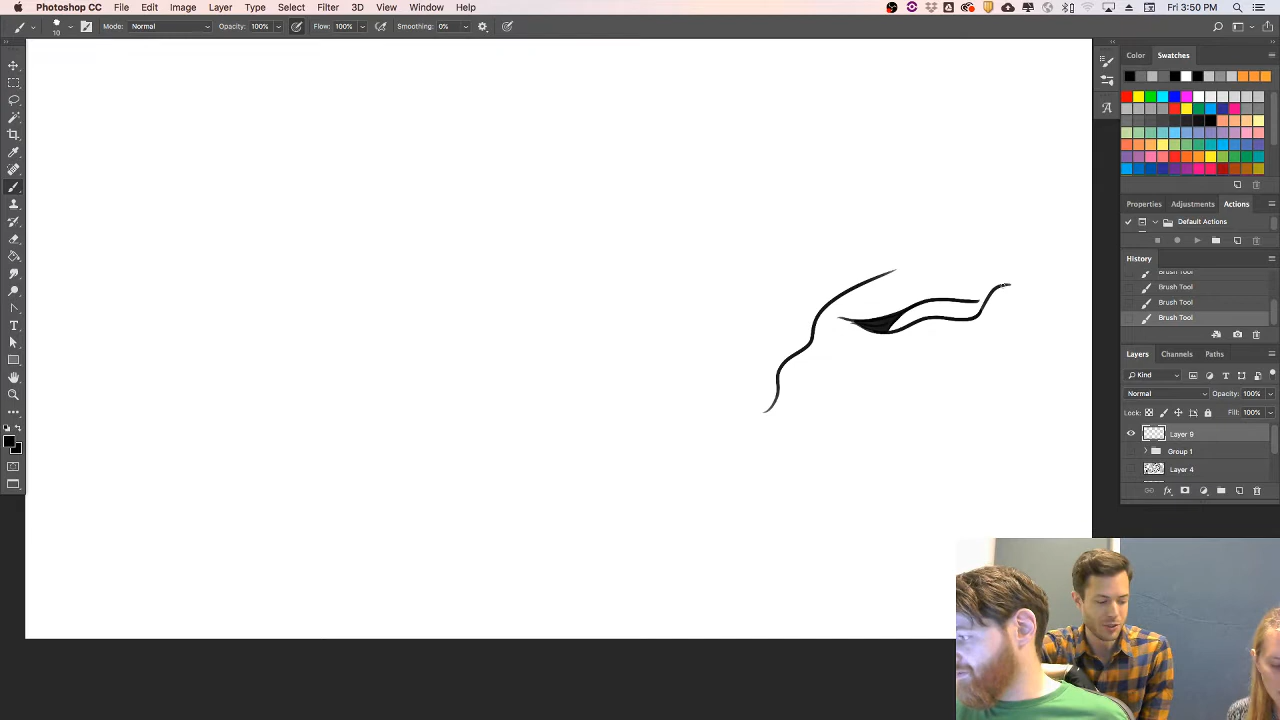 Photoshop CC File Edit Image Layer Type Select Filter 3D View Window Help Fri 3:50 PM
10 Mode: Normal Opacity: 100% Flow: 100% Smoothing: 0%
Color Swatches
Properties Adjustments Actions
Default Actions
History
Brush Tool
Brush Tool
Brush Tool
Brush Tool
Layers Channels Paths
Kind
Normal Opacity: 100%
Lock: Fill: 100%
Layer 9
Group 1
Layer 4